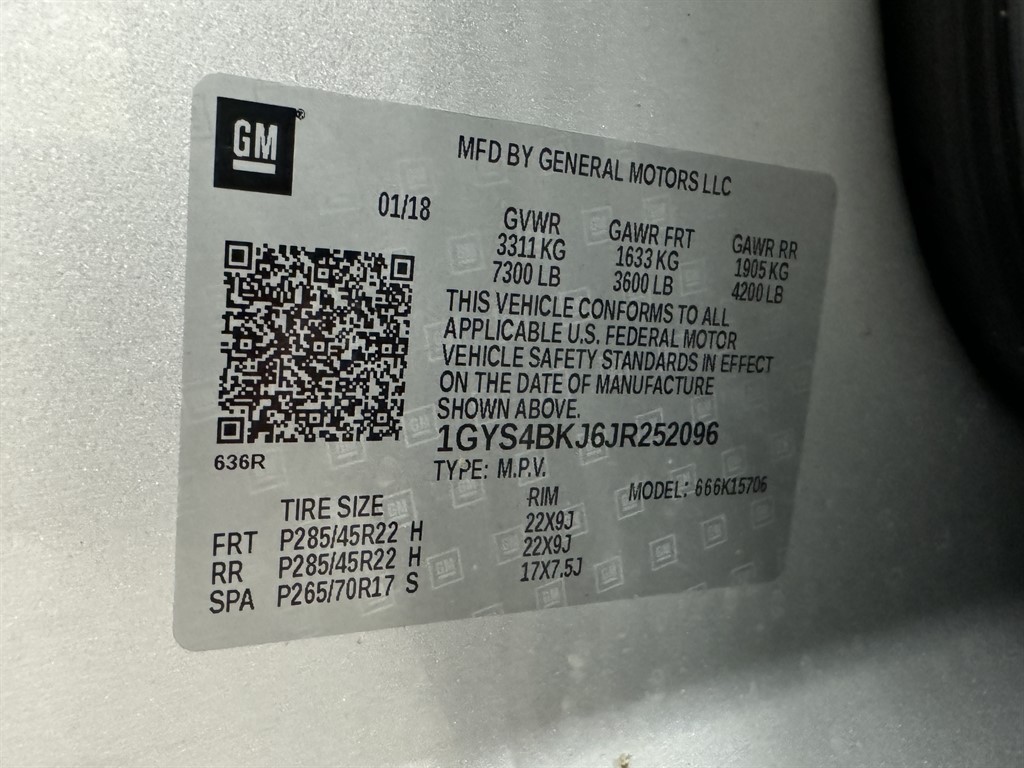 GM®
MFD BY GENERAL MOTORS LLC
01/18
GVWR GAWR FRT GAWR RR
3311 KG 1633 KG 1905 KG
7300 LB 3600 LB 4200 LB
THIS VEHICLE CONFORMS TO ALL
APPLICABLE U.S. FEDERAL MOTOR
VEHICLE SAFETY STANDARDS IN EFFECT
ON THE DATE OF MANUFACTURE
SHOWN ABOVE.
1GYS4BKJ6JR252096
636R
TYPE: M.P.V. MODEL: 666K15706
TIRE SIZE RIM
FRT P285/45R22 H 22X9J
RR P285/45R22 H 22X9J
SPA P265/70R17 S 17X7.5J